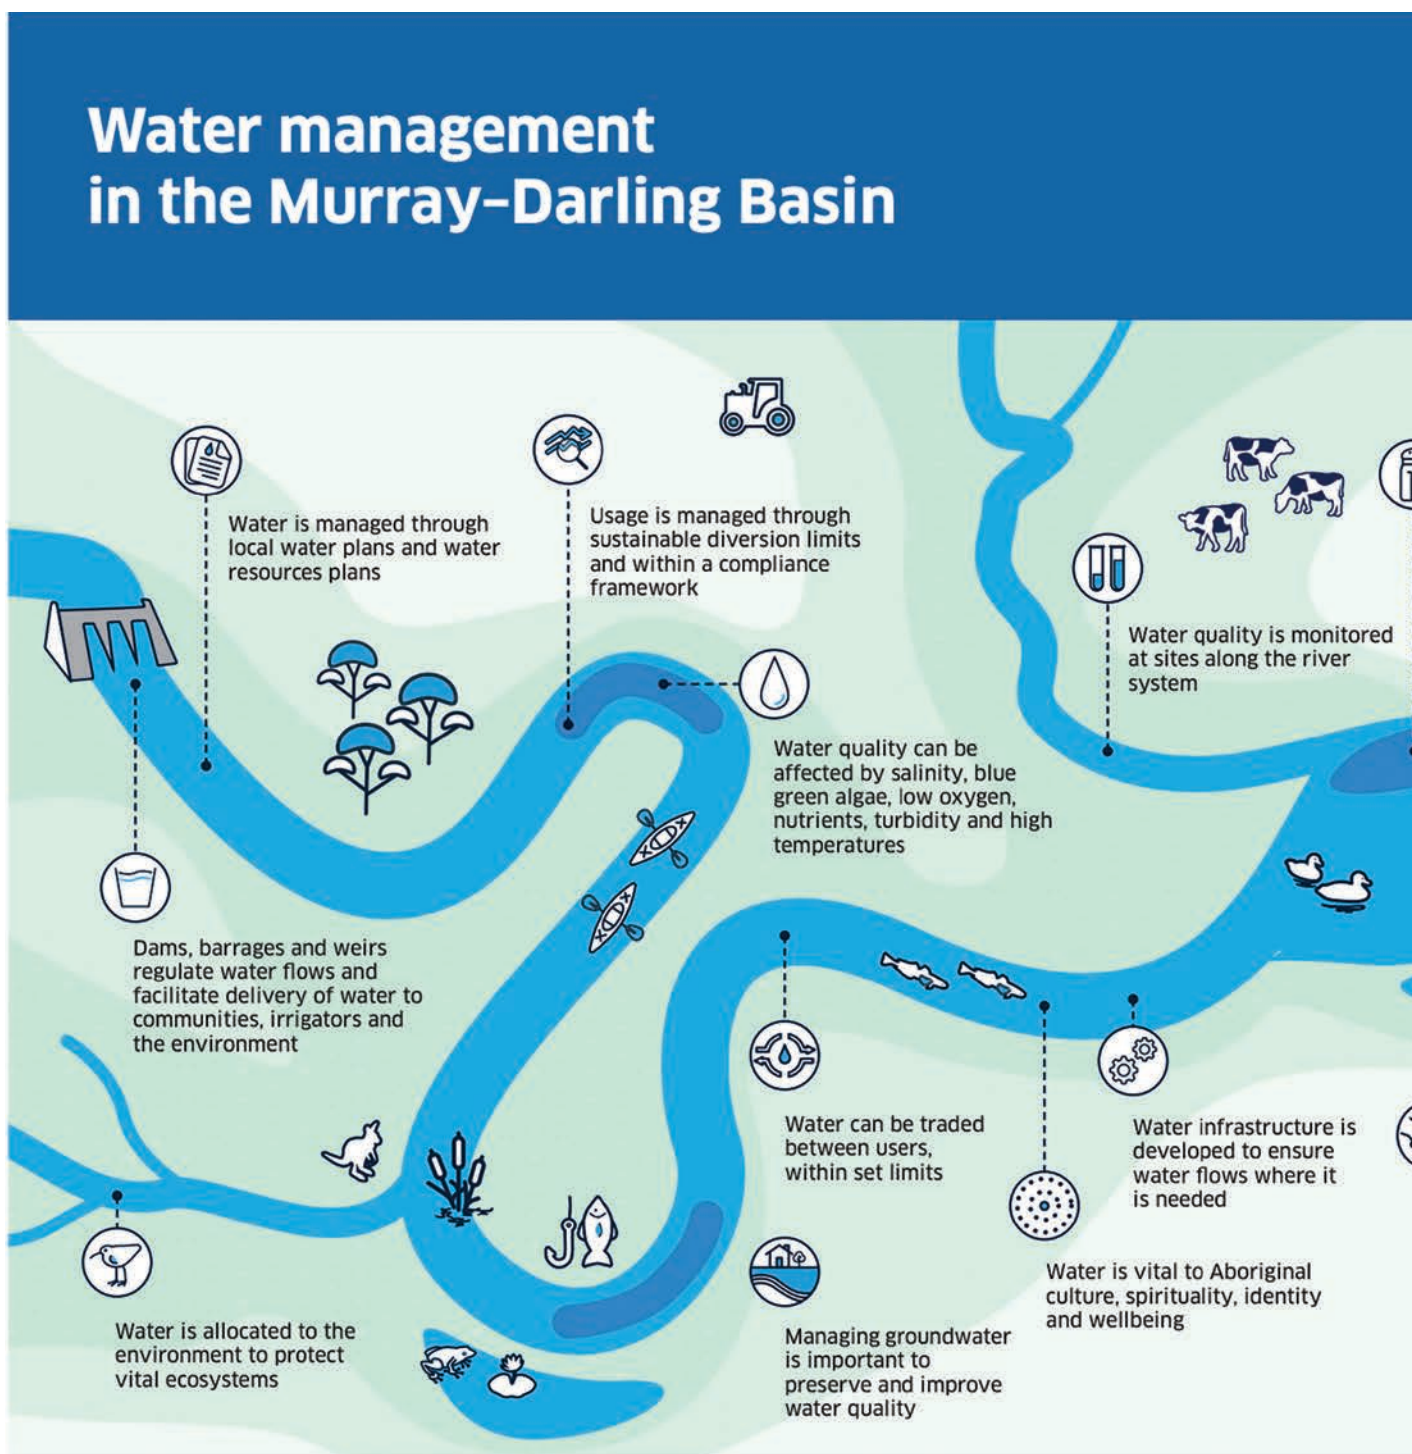 Water management
in the Murray–Darling Basin
Water is managed through
local water plans and water
resources plans
Usage is managed through
sustainable diversion limits
and within a compliance
framework
Water quality is monitored
at sites along the river
system
Water quality can be
affected by salinity, blue
green algae, low oxygen,
nutrients, turbidity and high
temperatures
Dams, barrages and weirs
regulate water flows and
facilitate delivery of water to
communities, irrigators and
the environment
Water can be traded
between users,
within set limits
Water infrastructure is
developed to ensure
water flows where it
is needed
Water is vital to Aboriginal
culture, spirituality, identity
and wellbeing
Water is allocated to the
environment to protect
vital ecosystems
Managing groundwater
is important to
preserve and improve
water quality